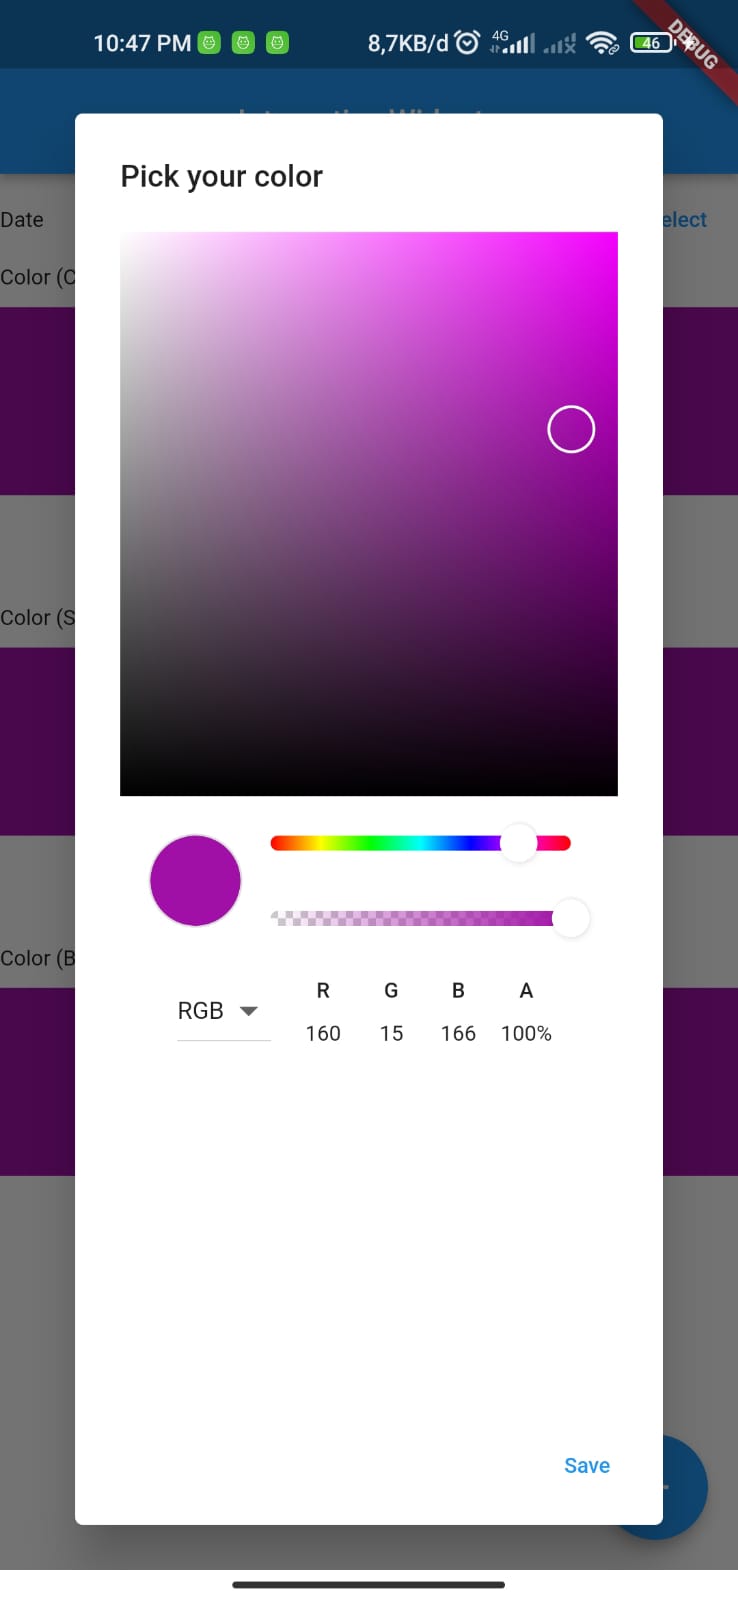 10:47 PM 8,7KB/d 4G 46
DEBUG
Pick your color
Date elect
Color (C
Color (S
Color (B
R G B A
RGB
160 15 166 100%
Save